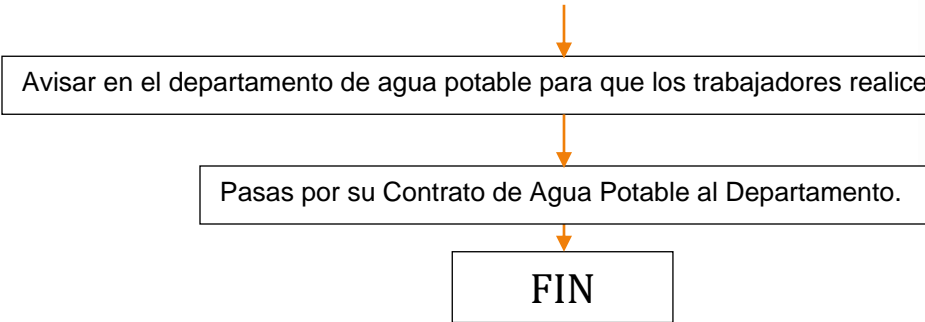 Avisar en el departamento de agua potable para que los trabajadores realice
Pasas por su Contrato de Agua Potable al Departamento.
FIN